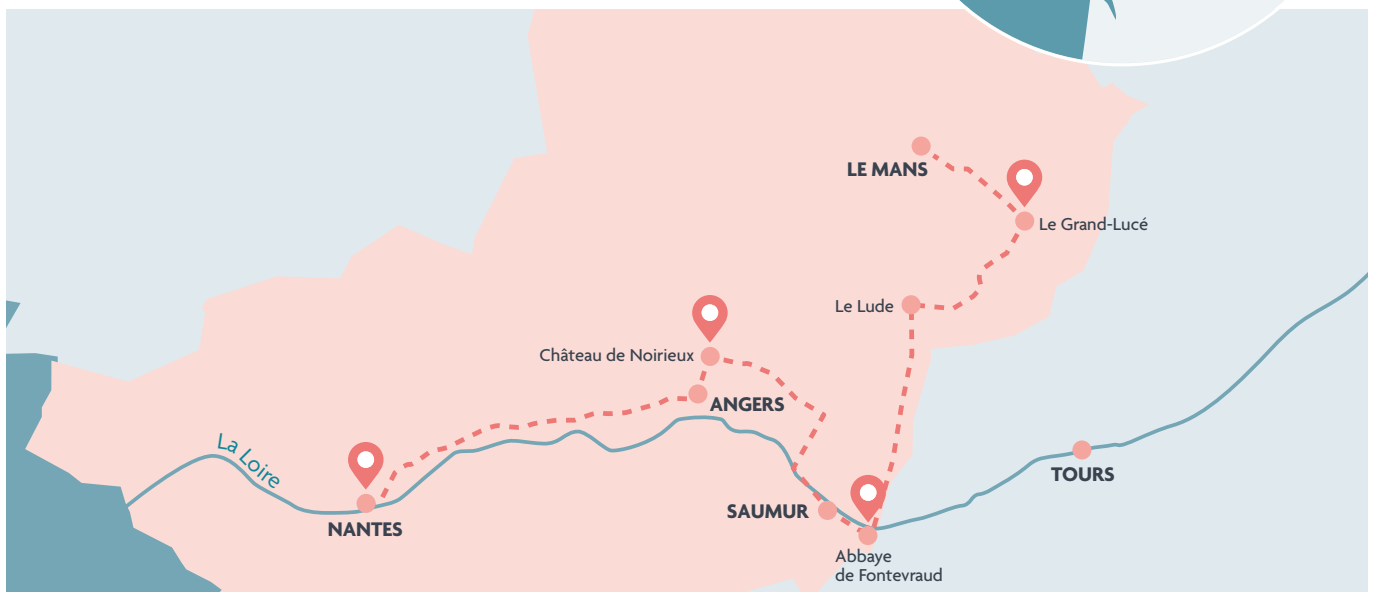 LE MANS
Le Grand-Lucé
Le Lude
Château de Noirieux
ANGERS
La Loire
TOURS
SAUMUR
NANTES
Abbaye
de Fontevraud